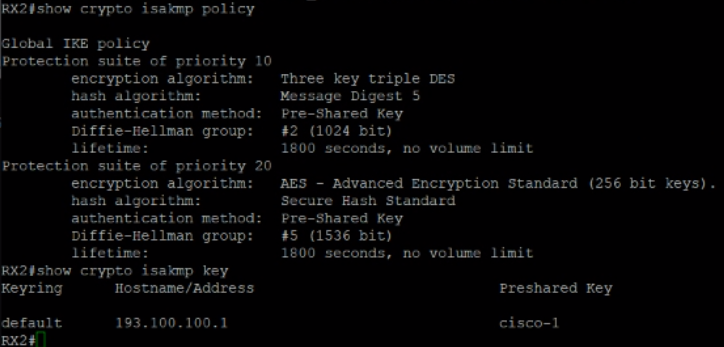 RX2#show crypto isakmp policy
Global IKE policy
Protection suite of priority 10
encryption algorithm: Three key triple DES
hash algorithm: Message Digest 5
authentication method: Pre-Shared Key
Diffie-Hellman group: #2 (1024 bit)
lifetime: 1800 seconds, no volume limit
Protection suite of priority 20
encryption algorithm: AES - Advanced Encryption Standard (256 bit keys).
hash algorithm: Secure Hash Standard
authentication method: Pre-Shared Key
Diffie-Hellman group: #5 (1536 bit)
lifetime: 1800 seconds, no volume limit
RX2#show crypto isakmp key
Keyring Hostname/Address Preshared Key
default 193.100.100.1 cisco-1
RX2#